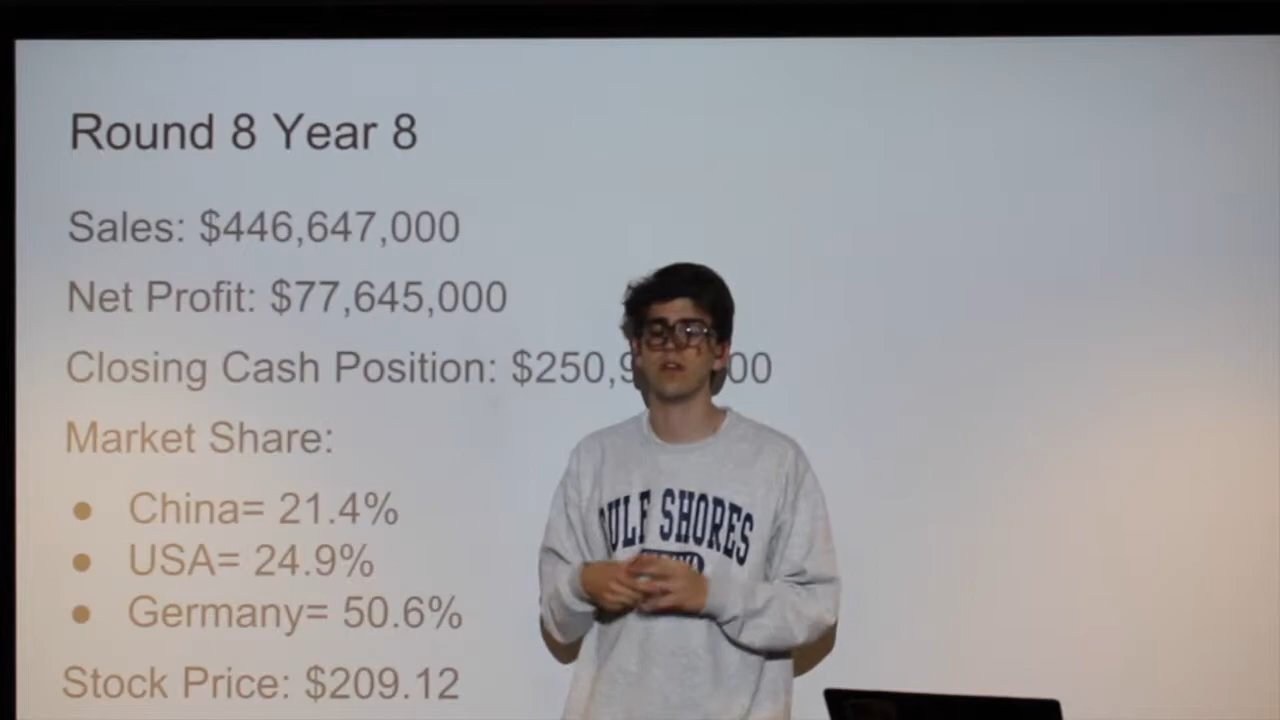 Round 8 Year 8
Sales: $446,647,000
Net Profit: $77,645,000
Closing Cash Position:
Market Share:
● China= 21.4%
● USA= 24.9%
● Germany= 50.6%
Stock Price: $209.12
SHORES